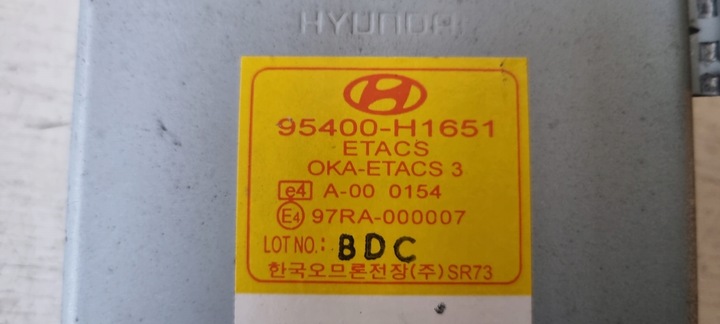 HYUNDAI
95400-H1651
ETACS
OKA-ETACS 3
e4 A-00 0154
E4 97RA-000007
LOT NO.: BDC
한국오므론전장(주) SR73